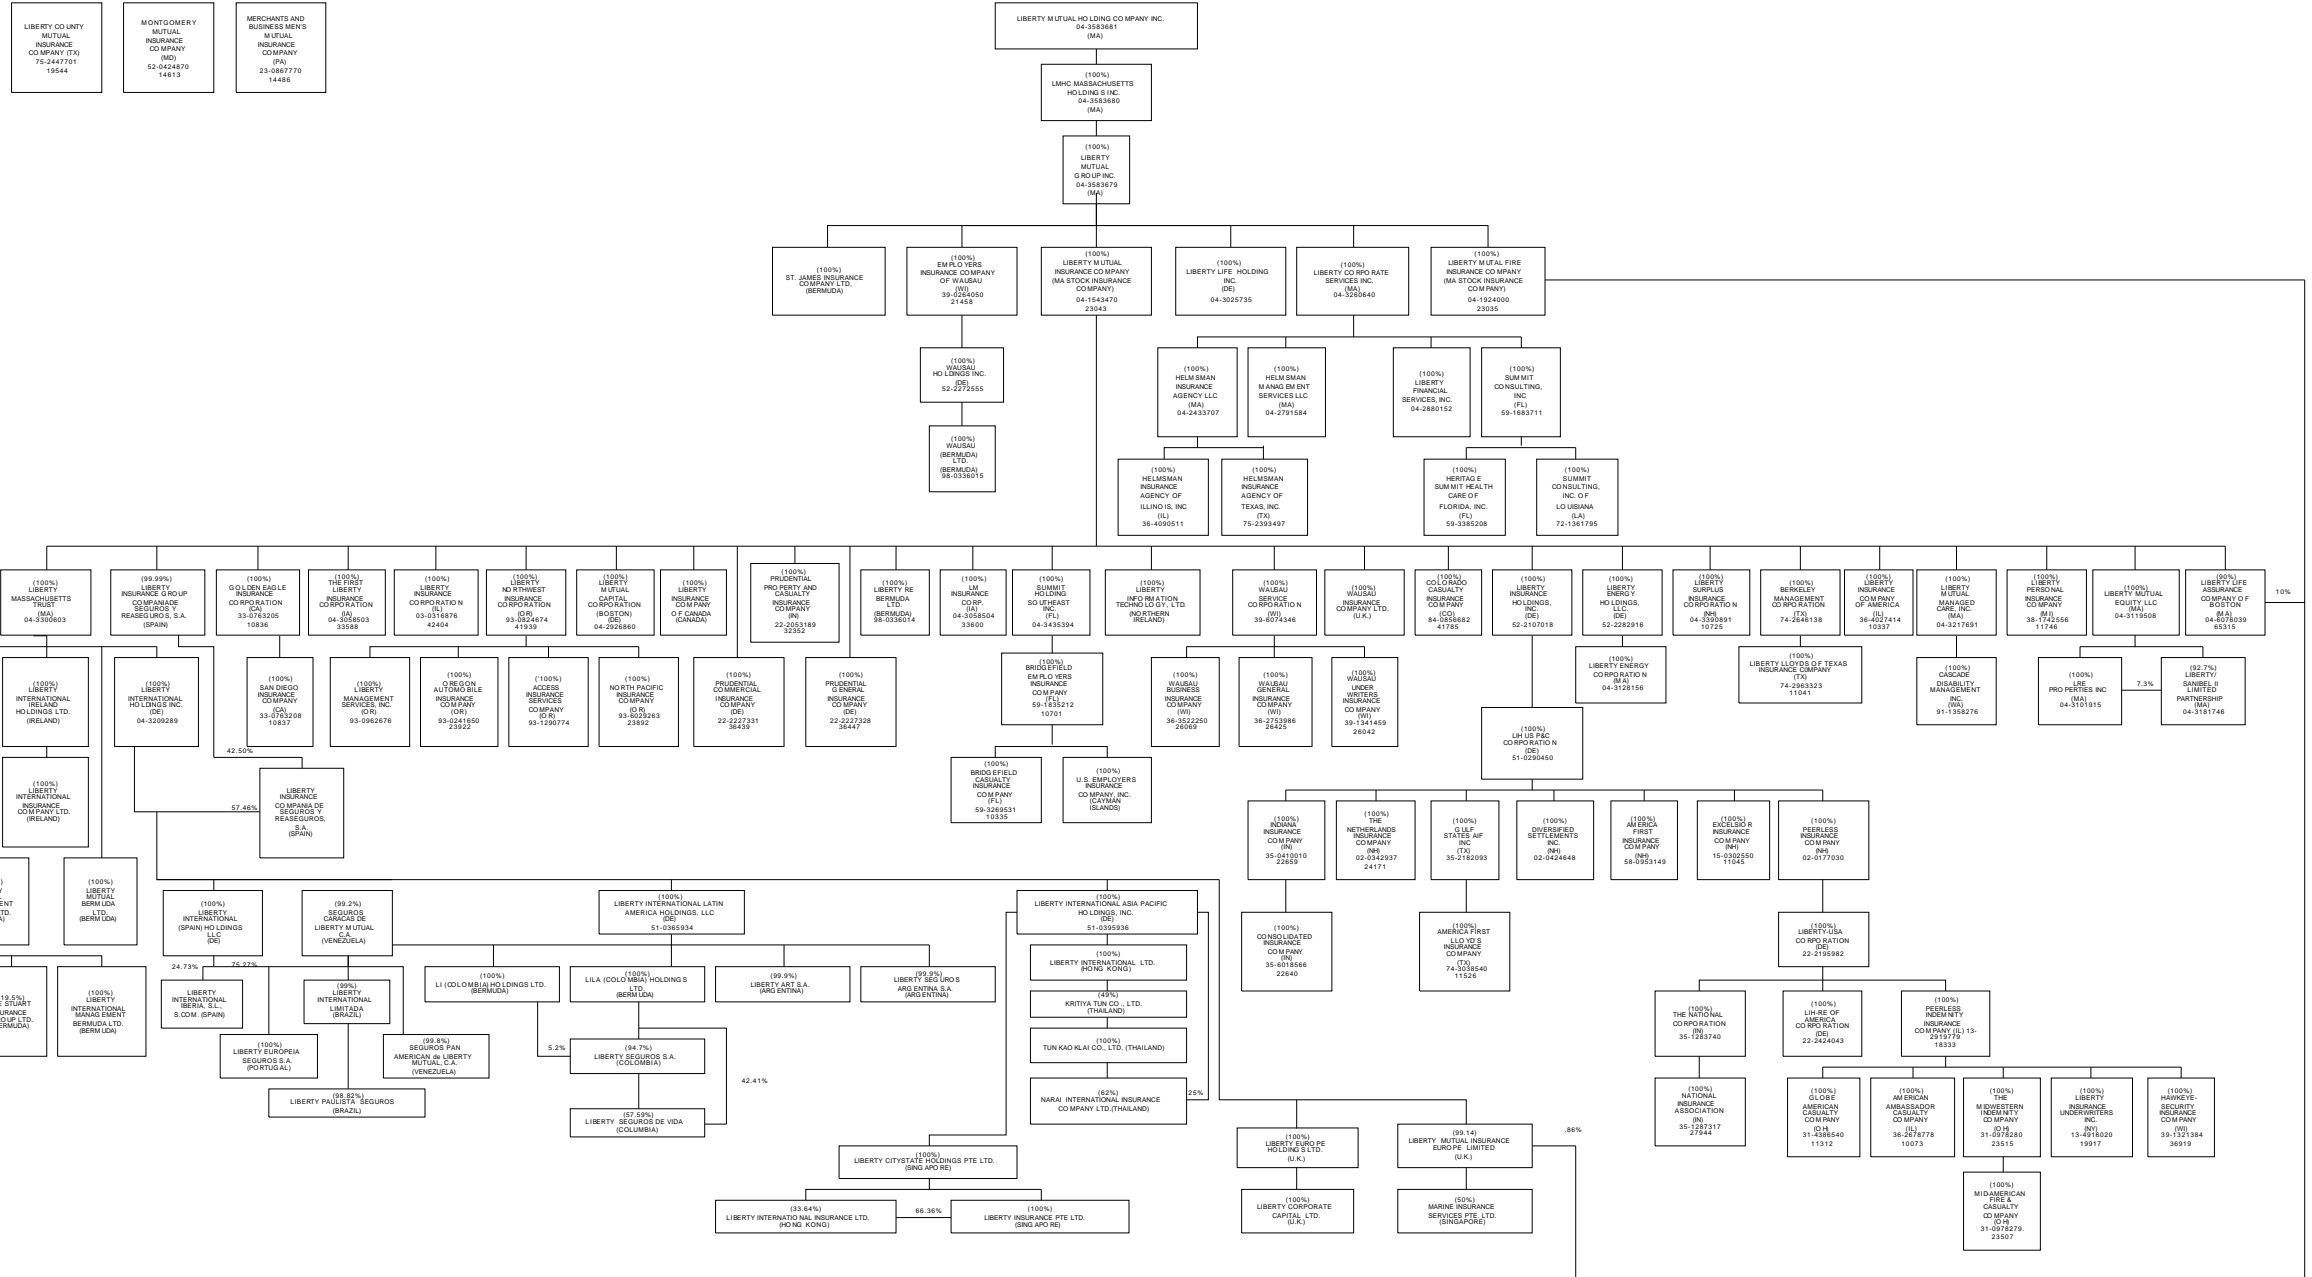 LIBERTY COUNTY
MUTUAL
INSURANCE
COMPANY (TX)
75-2447701
19544
MONTGOMERY
MUTUAL
INSURANCE
COMPANY
(MD)
52-0424870
14613
MERCHANTS AND
BUSINESS MEN'S
MUTUAL
INSURANCE
COMPANY
(PA)
23-0867770
14486
LIBERTY MUTUAL HOLDING COMPANY INC.
04-3583681
(MA)
(100%)
LMHC MASSACHUSETTS
HOLDINGS INC.
04-3583680
(MA)
(100%)
LIBERTY
MUTUAL
GROUP INC.
04-3583679
(MA)
(100%)
ST. JAMES INSURANCE
COMPANY LTD.
(BERMUDA)
(100%)
EMPLOYERS
INSURANCE COMPANY
OF WAUSAU
(WI)
39-0264050
21458
(100%)
LIBERTY MUTUAL
INSURANCE COMPANY
(MA STOCK INSURANCE
COMPANY)
04-1543470
23043
(100%)
LIBERTY LIFE HOLDING
INC.
(DE)
04-3025735
(100%)
LIBERTY CORPORATE
SERVICES INC.
(MA)
04-3260640
(100%)
LIBERTY MUTAL FIRE
INSURANCE COMPANY
(MA STOCK INSURANCE
COMPANY)
04-1924000
23035
(100%)
WAUSAU
HOLDINGS INC.
(DE)
52-2272555
(100%)
WAUSAU
(BERMUDA)
LTD.
(BERMUDA)
98-0336015
(100%)
HELMSMAN
INSURANCE
AGENCY LLC
(MA)
04-2433707
(100%)
HELMSMAN
MANAGEMENT
SERVICES LLC
(MA)
04-2791584
(100%)
LIBERTY
FINANCIAL
SERVICES, INC.
04-2880152
(100%)
SUMMIT
CONSULTING,
INC
(FL)
59-1683711
(100%)
HELMSMAN
INSURANCE
AGENCY OF
ILLINOIS, INC
(IL)
36-4090511
(100%)
HELMSMAN
INSURANCE
AGENCY OF
TEXAS, INC.
(TX)
75-2393497
(100%)
HERITAGE
SUMMIT HEALTH
CARE OF
FLORIDA, INC.
(FL)
59-3385208
(100%)
SUMMIT
CONSULTING,
INC. OF
LOUISIANA
(LA)
72-1361795
(100%)
LIBERTY
MASSACHUSETTS
TRUST
(MA)
04-3300603
(99.99%)
LIBERTY
INSURANCE GROUP
COMPANIADE
SEGUROS Y
REASEGUROS, S.A.
(SPAIN)
(100%)
GOLDEN EAGLE
INSURANCE
CORPORATION
(CA)
33-0763205
10836
(100%)
THE FIRST
LIBERTY
INSURANCE
CORPORATION
(IA)
04-3058503
33588
(100%)
LIBERTY
INSURANCE
CORPORATION
(IL)
03-0316876
42404
(100%)
LIBERTY
NORTHWEST
INSURANCE
CORPORATION
(OR)
93-0824674
41939
(100%)
LIBERTY
MUTUAL
CAPITAL
CORPORATION
(BOSTON)
(DE)
04-2926860
(100%)
LIBERTY
INSURANCE
COMPANY
OF CANADA
(CANADA)
(100%)
PRUDENTIAL
PROPERTY AND
CASUALTY
INSURANCE
COMPANY
(IN)
22-2053189
32352
(100%)
LIBERTY RE
BERMUDA
LTD.
(BERMUDA)
98-0336014
(100%)
LM
INSURANCE
CORP.
(IA)
04-3058504
33600
(100%)
SUMMIT
HOLDING
SOUTHEAST
INC.
(FL)
04-3435394
(100%)
LIBERTY
INFORMATION
TECHNOLOGY, LTD.
(NORTHERN
IRELAND)
(100%)
WAUSAU
SERVICE
CORPORATION
(WI)
39-6074346
(100%)
WAUSAU
INSURANCE
COMPANY LTD.
(U.K.)
(100%)
COLORADO
CASUALTY
INSURANCE
COMPANY
(CO)
84-0856682
41785
(100%)
LIBERTY
INSURANCE
HOLDINGS,
INC.
(DE)
52-2107018
(100%)
LIBERTY
ENERGY
HOLDINGS,
LLC.
(DE)
52-2282916
(100%)
LIBERTY
SURPLUS
INSURANCE
CORPORATION
(NH)
04-3390891
10725
(100%)
BERKELEY
MANAGEMENT
CORPORATION
(TX)
74-2646138
(100%)
LIBERTY
INSURANCE
COMPANY
OF AMERICA
(IL)
36-4027414
10337
(100%)
LIBERTY
MUTUAL
MANAGED
CARE, INC.
(MA)
04-3217691
(100%)
LIBERTY
PERSONAL
INSURANCE
COMPANY
(MI)
38-1742556
11746
(100%)
LIBERTY MUTUAL
EQUITY LLC
(MA)
04-3119508
(90%)
LIBERTY LIFE
ASSURANCE
COMPANY OF
BOSTON
(MA)
04-6076039
65315
10%
(100%)
LIBERTY
INTERNATIONAL
IRELAND
HOLDINGS LTD.
(IRELAND)
(100%)
LIBERTY
INTERNATIONAL
HOLDINGS INC.
(DE)
04-3209289
(100%)
SAN DIEGO
INSURANCE
COMPANY
(CA)
33-0763208
10837
(100%)
LIBERTY
MANAGEMENT
SERVICES, INC.
(OR)
93-0962676
(100%)
OREGON
AUTOMOBILE
INSURANCE
COMPANY
(OR)
93-0241650
23922
('100%)
ACCESS
INSURANCE
SERVICES
COMPANY
(OR)
93-1290774
(100%)
NORTH PACIFIC
INSURANCE
COMPANY
(OR)
93-6029263
23892
(100%)
PRUDENTIAL
COMMERCIAL
INSURANCE
COMPANY
(DE)
22-2227331
36439
(100%)
PRUDENTIAL
GENERAL
INSURANCE
COMPANY
(DE)
22-2227328
36447
(100%)
BRIDGEFIELD
EMPLOYERS
INSURANCE
COMPANY
(FL)
59-1835212
10701
(100%)
WAUSAU
BUSINESS
INSURANCE
COMPANY
(WI)
36-3522250
26069
(100%)
WAUSAU
GENERAL
INSURANCE
COMPANY
(WI)
36-2753986
26425
(100%)
WAUSAU
UNDER
WRITERS
INSURANCE
COMPANY
(WI)
39-1341459
26042
(100%)
LIBERTY ENERGY
CORPORATION
(MA)
04-3128156
(100%)
LIBERTY LLOYDS OF TEXAS
INSURANCE COMPANY
(TX)
74-2963323
11041
(100%)
CASCADE
DISABILITY
MANAGEMENT
INC.
(WA)
91-1358276
(100%)
LRE
PROPERTIES INC
(MA)
04-3101915
7.3%
(92.7%)
LIBERTY/
SANIBEL II
LIMITED
PARTNERSHIP
(MA)
04-3181746
(100%)
LIH US P&C
CORPORATION
(DE)
51-0290450
42.50%
(100%)
LIBERTY
INTERNATIONAL
INSURANCE
COMPANY LTD.
(IRELAND)
57.46%
LIBERTY
INSURANCE
COMPANIA DE
SEGUROS Y
REASEGUROS,
S.A.
(SPAIN)
(100%)
BRIDGEFIELD
CASUALTY
INSURANCE
COMPANY
(FL)
59-3269531
10335
(100%)
U.S. EMPLOYERS
INSURANCE
COMPANY, INC.
(CAYMAN
ISLANDS)
(100%)
INDIANA
INSURANCE
COMPANY
(IN)
35-0410010
22659
(100%)
THE
NETHERLANDS
INSURANCE
COMPANY
(NH)
02-0342937
24171
(100%)
GULF
STATES AIF
INC
(TX)
35-2182093
(100%)
DIVERSIFIED
SETTLEMENTS
INC.
(NH)
02-0424648
(100%)
AMERICA
FIRST
INSURANCE
COMPANY
(NH)
58-0953149
(100%)
EXCELSIOR
INSURANCE
COMPANY
(NH)
15-0302550
11045
(100%)
PEERLESS
INSURANCE
COMPANY
(NH)
02-0177030
)
Y
ENT
TD.
A)
(100%)
LIBERTY
MUTUAL
BERMUDA
LTD.
(BERMUDA)
(100%)
LIBERTY
INTERNATIONAL
(SPAIN) HOLDINGS
LLC
(DE)
(99.2%)
SEGUROS
CARACAS DE
LIBERTY MUTUAL
C.A.
(VENEZUELA)
(100%)
LIBERTY INTERNATIONAL LATIN
AMERICA HOLDINGS, LLC
(DE)
51-0365934
(100%)
LIBERTY INTERNATIONAL ASIA PACIFIC
HOLDINGS, INC.
(DE)
51-0395936
(100%)
CONSOLIDATED
INSURANCE
COMPANY
(IN)
35-6018566
22640
(100%)
AMERICA FIRST
LLOYD'S
INSURANCE
COMPANY
(TX)
74-3038540
11526
(100%)
LIBERTY-USA
CORPORATION
(DE)
22-2195982
24.73%
75.27%
19.5%)
E STUART
URANCE
OUP LTD.
ERMUDA)
(100%)
LIBERTY
INTERNATIONAL
MANAGEMENT
BERMUDA LTD.
(BERMUDA)
LIBERTY
INTERNATIONAL
IBERIA, S.L.,
S.COM. (SPAIN)
(99%)
LIBERTY
INTERNATIONAL
LIMITADA
(BRAZIL)
(100%)
LI (COLOMBIA) HOLDINGS LTD.
(BERMUDA)
(100%)
LILA (COLOMBIA) HOLDINGS
LTD.
(BERMUDA)
(99.9%)
LIBERTY ART S.A.
(ARGENTINA)
(99.9%)
LIBERTY SEGUROS
ARGENTINA S.A.
(ARGENTINA)
(100%)
LIBERTY INTERNATIONAL LTD.
(HONG KONG)
(49%)
KRITIYA TUN CO., LTD.
(THAILAND)
(100%)
TUN KAO KLAI CO., LTD. (THAILAND)
(62%)
NARAI INTERNATIONAL INSURANCE
COMPANY LTD.(THAILAND)
25%
(100%)
LIBERTY EUROPEIA
SEGUROS S.A.
(PORTUGAL)
(99.8%)
SEGUROS PAN
AMERICAN de LIBERTY
MUTUAL, C.A.
(VENEZUELA)
(98.82%)
LIBERTY PAULISTA SEGUROS
(BRAZIL)
5.2%
(94.7%)
LIBERTY SEGUROS S.A.
(COLOMBIA)
42.41%
(57.59%)
LIBERTY SEGUROS DE VIDA
(COLUMBIA)
(100%)
THE NATIONAL
CORPORATION
(IN)
35-1283740
(100%)
LIH-RE OF
AMERICA
CORPORATION
(DE)
22-2424043
(100%)
PEERLESS
INDEMNITY
INSURANCE
COMPANY (IL) 13-
2919779
18333
(100%)
NATIONAL
INSURANCE
ASSOCIATION
(IN)
35-1287317
27944
(100%)
GLOBE
AMERICAN
CASUALTY
COMPANY
(OH)
31-4386540
11312
(100%)
AMERICAN
AMBASSADOR
CASUALTY
COMPANY
(IL)
36-2678778
10073
(100%)
THE
MIDWESTERN
INDEMNITY
COMPANY
(OH)
31-0978280
23515
(100%)
LIBERTY
INSURANCE
UNDERWRITERS
INC.
(NY)
13-4916020
19917
(100%)
HAWKEYE-
SECURITY
INSURANCE
COMPANY
(WI)
39-1321384
36919
(100%)
LIBERTY CITYSTATE HOLDINGS PTE LTD.
(SINGAPORE)
(100%)
LIBERTY EUROPE
HOLDINGS LTD.
(U.K.)
(99.14)
LIBERTY MUTUAL INSURANCE
EUROPE LIMITED
(U.K.)
.86%
(33.64%)
LIBERTY INTERNATIONAL INSURANCE LTD.
(HONG KONG)
66.36%
(100%)
LIBERTY INSURANCE PTE LTD.
(SINGAPORE)
(100%)
LIBERTY CORPORATE
CAPITAL LTD.
(U.K.)
(50%)
MARINE INSURANCE
SERVICES PTE. LTD.
(SINGAPORE)
(100%)
MID-AMERICAN
FIRE &
CASUALTY
COMPANY
(OH)
31-0978279.
23507